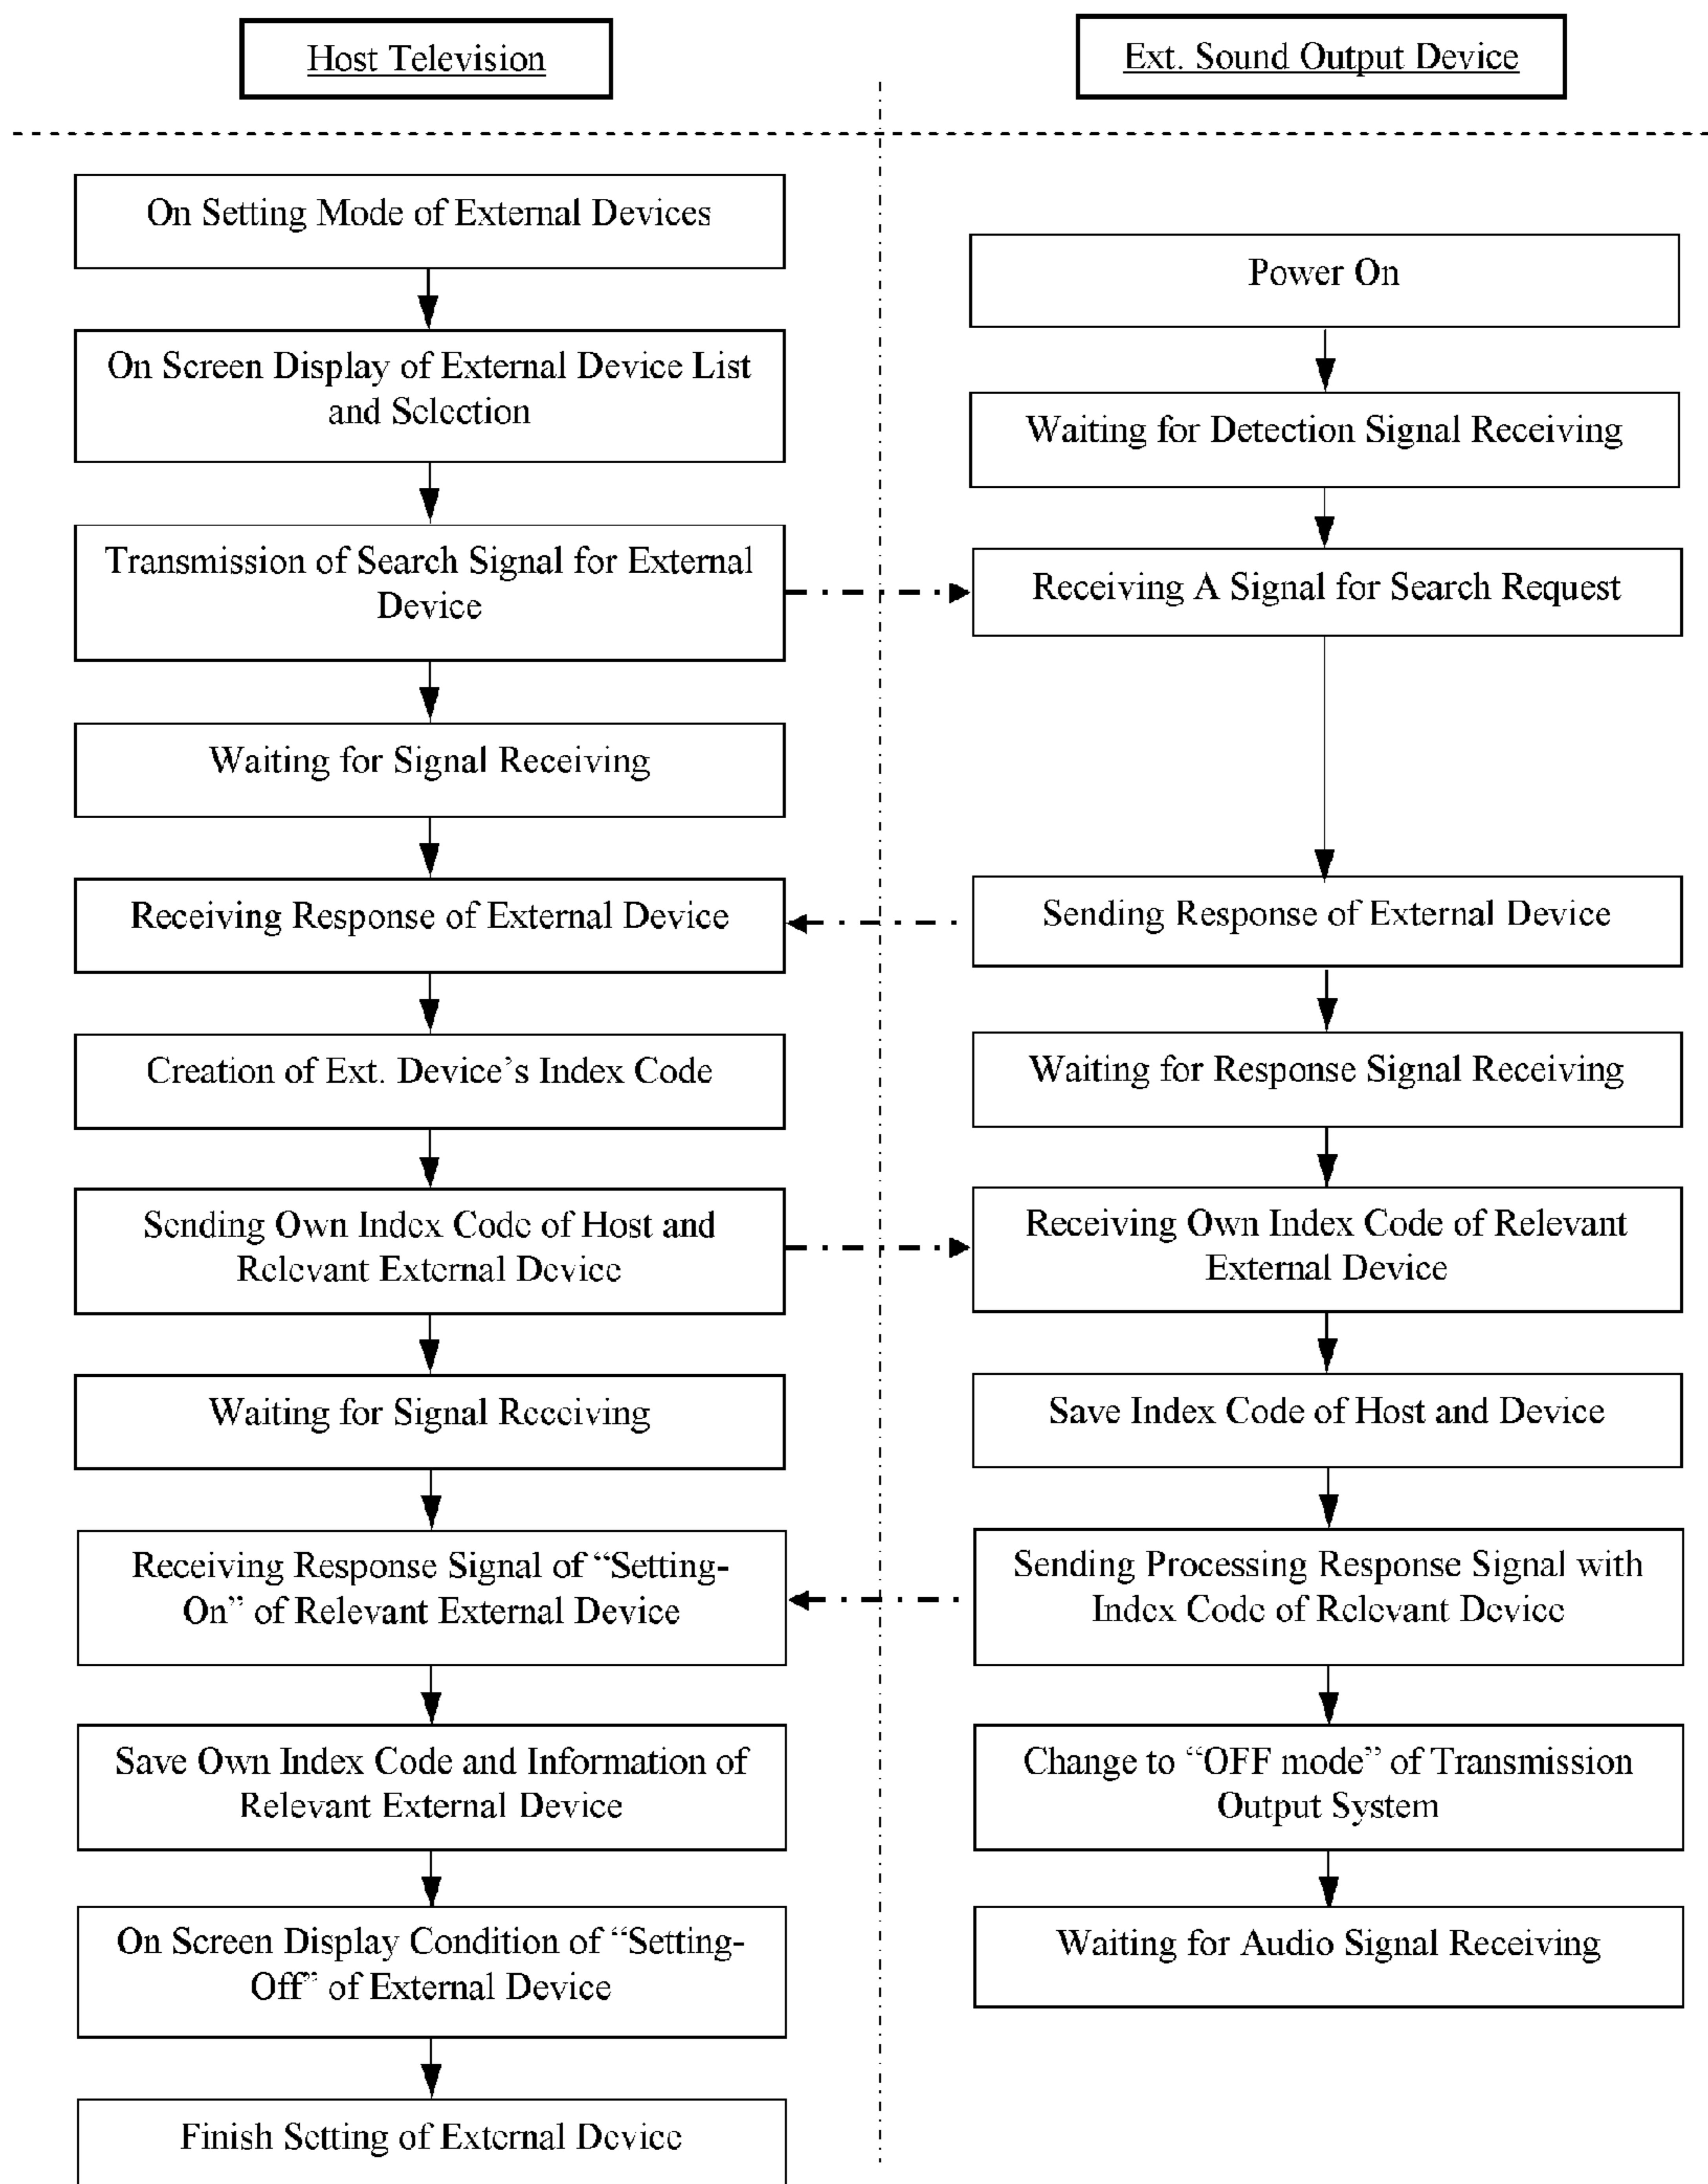 Host Television
Ext. Sound Output Device
On Setting Mode of External Devices
On Screen Display of External Device List
and Selection
Transmission of Search Signal for External
Device
Waiting for Signal Receiving
Receiving Response of External Device
Creation of Ext. Device's Index Code
Sending Own Index Code of Host and
Relevant External Device
Waiting for Signal Receiving
Receiving Response Signal of “Setting-
On” of Relevant External Device
Save Own Index Code and Information of
Relevant External Device
On Screen Display Condition of “Setting-
Off” of External Device
Finish Setting of External Device
Power On
Waiting for Detection Signal Receiving
Receiving A Signal for Search Request
Sending Response of External Device
Waiting for Response Signal Receiving
Receiving Own Index Code of Relevant
External Device
Save Index Code of Host and Device
Sending Processing Response Signal with
Index Code of Relevant Device
Change to “OFF mode” of Transmission
Output System
Waiting for Audio Signal Receiving